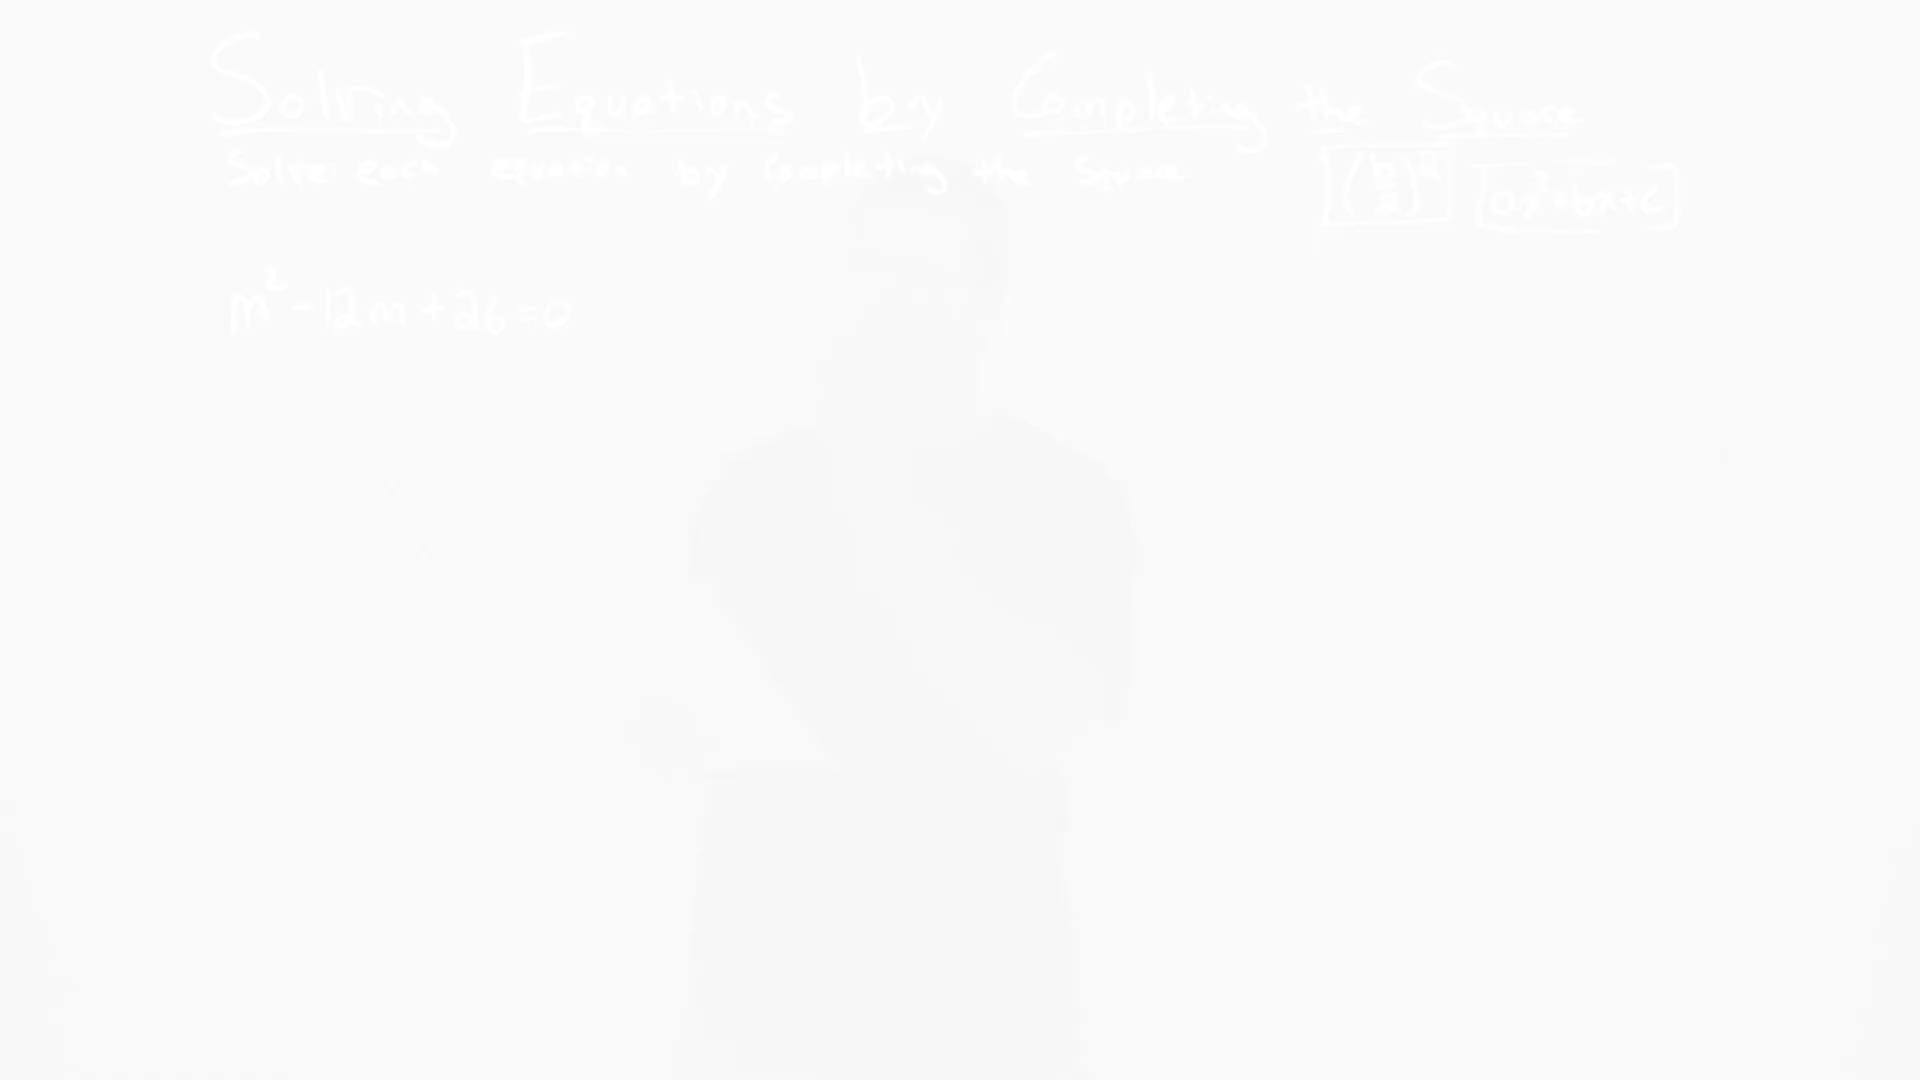 Solving Equations by Completing the Square
Solve each equation by completing the square (b/2)² ax²+bx+c
m² - 12m + 26 = 0